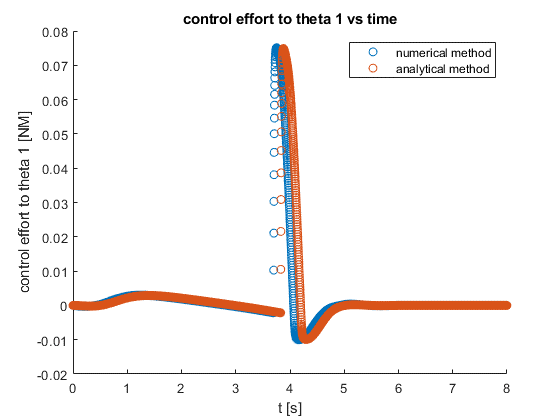 control effort to theta 1 vs time
numerical method
analytical method
control effort to theta 1 [NM]
0.08
0.07
0.06
0.05
0.04
0.03
0.02
0.01
0
-0.01
-0.02
0 1 2 3 4 5 6 7 8
t [s]